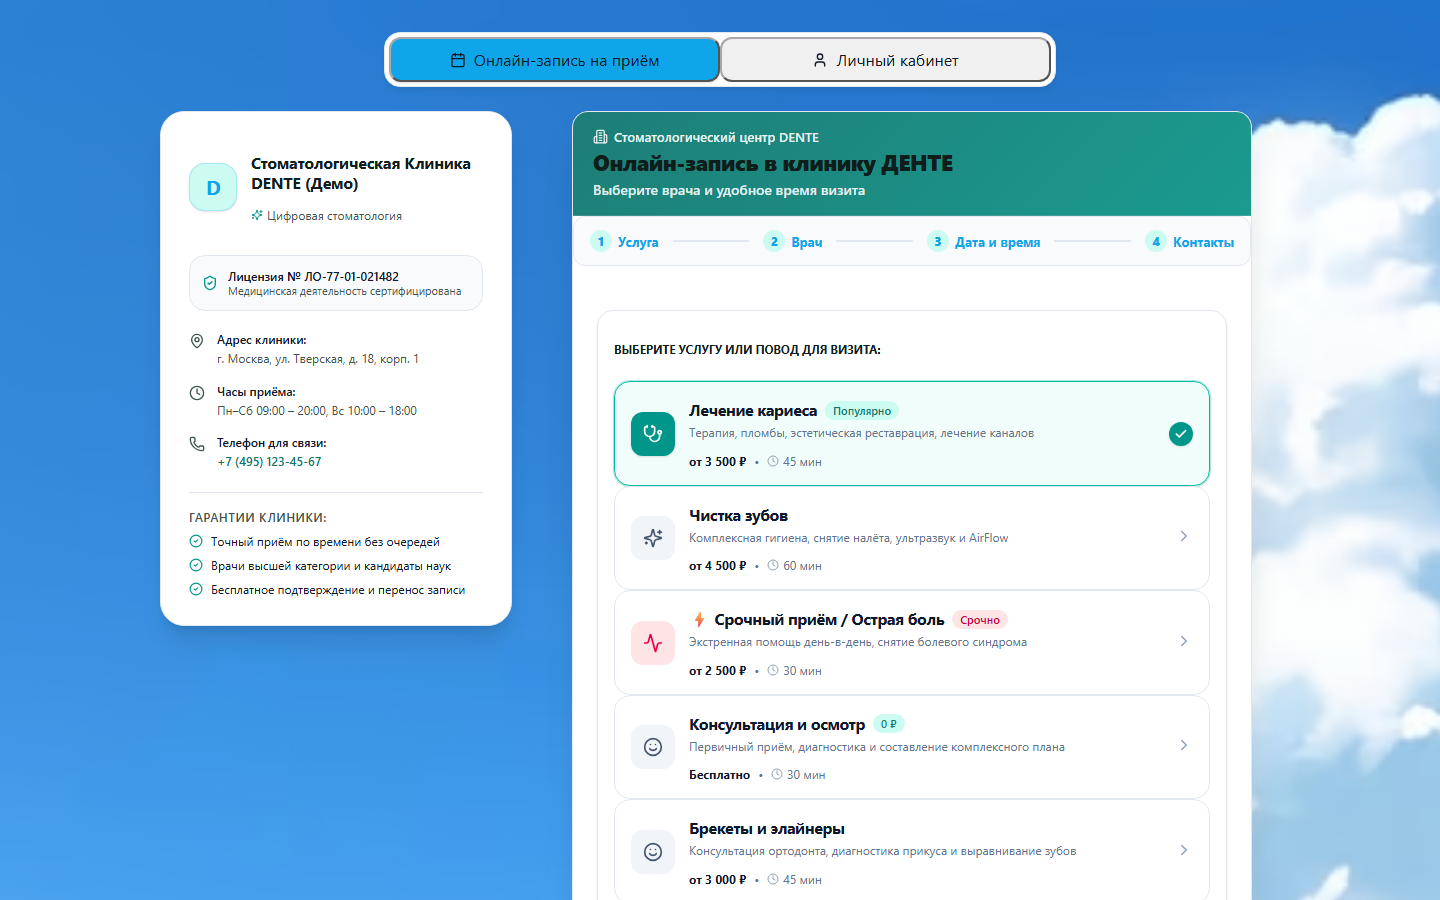 Онлайн-запись на приём
Личный кабинет
D
Стоматологическая Клиника
DENTE (Демо)
Цифровая стоматология
Лицензия № ЛО-77-01-021482
Медицинская деятельность сертифицирована
Адрес клиники:
г. Москва, ул. Тверская, д. 18, корп. 1
Часы приёма:
Пн–Сб 09:00 – 20:00, Вс 10:00 – 18:00
Телефон для связи:
+7 (495) 123-45-67
ГАРАНТИИ КЛИНИКИ:
Точный приём по времени без очередей
Врачи высшей категории и кандидаты наук
Бесплатное подтверждение и перенос записи
Стоматологический центр DENTE
Онлайн-запись в клинику ДЕНТЕ
Выберите врача и удобное время визита
1 Услуга 2 Врач 3 Дата и время 4 Контакты
ВЫБЕРИТЕ УСЛУГУ ИЛИ ПОВОД ДЛЯ ВИЗИТА:
Лечение кариеса Популярно
Терапия, пломбы, эстетическая реставрация, лечение каналов
от 3 500 ₽ • 45 мин
Чистка зубов
Комплексная гигиена, снятие налёта, ультразвук и AirFlow
от 4 500 ₽ • 60 мин
Срочный приём / Острая боль Срочно
Экстренная помощь день-в-день, снятие болевого синдрома
от 2 500 ₽ • 30 мин
Консультация и осмотр 0 ₽
Первичный приём, диагностика и составление комплексного плана
Бесплатно • 30 мин
Брекеты и элайнеры
Консультация ортодонта, диагностика прикуса и выравнивание зубов
от 3 000 ₽ • 45 мин